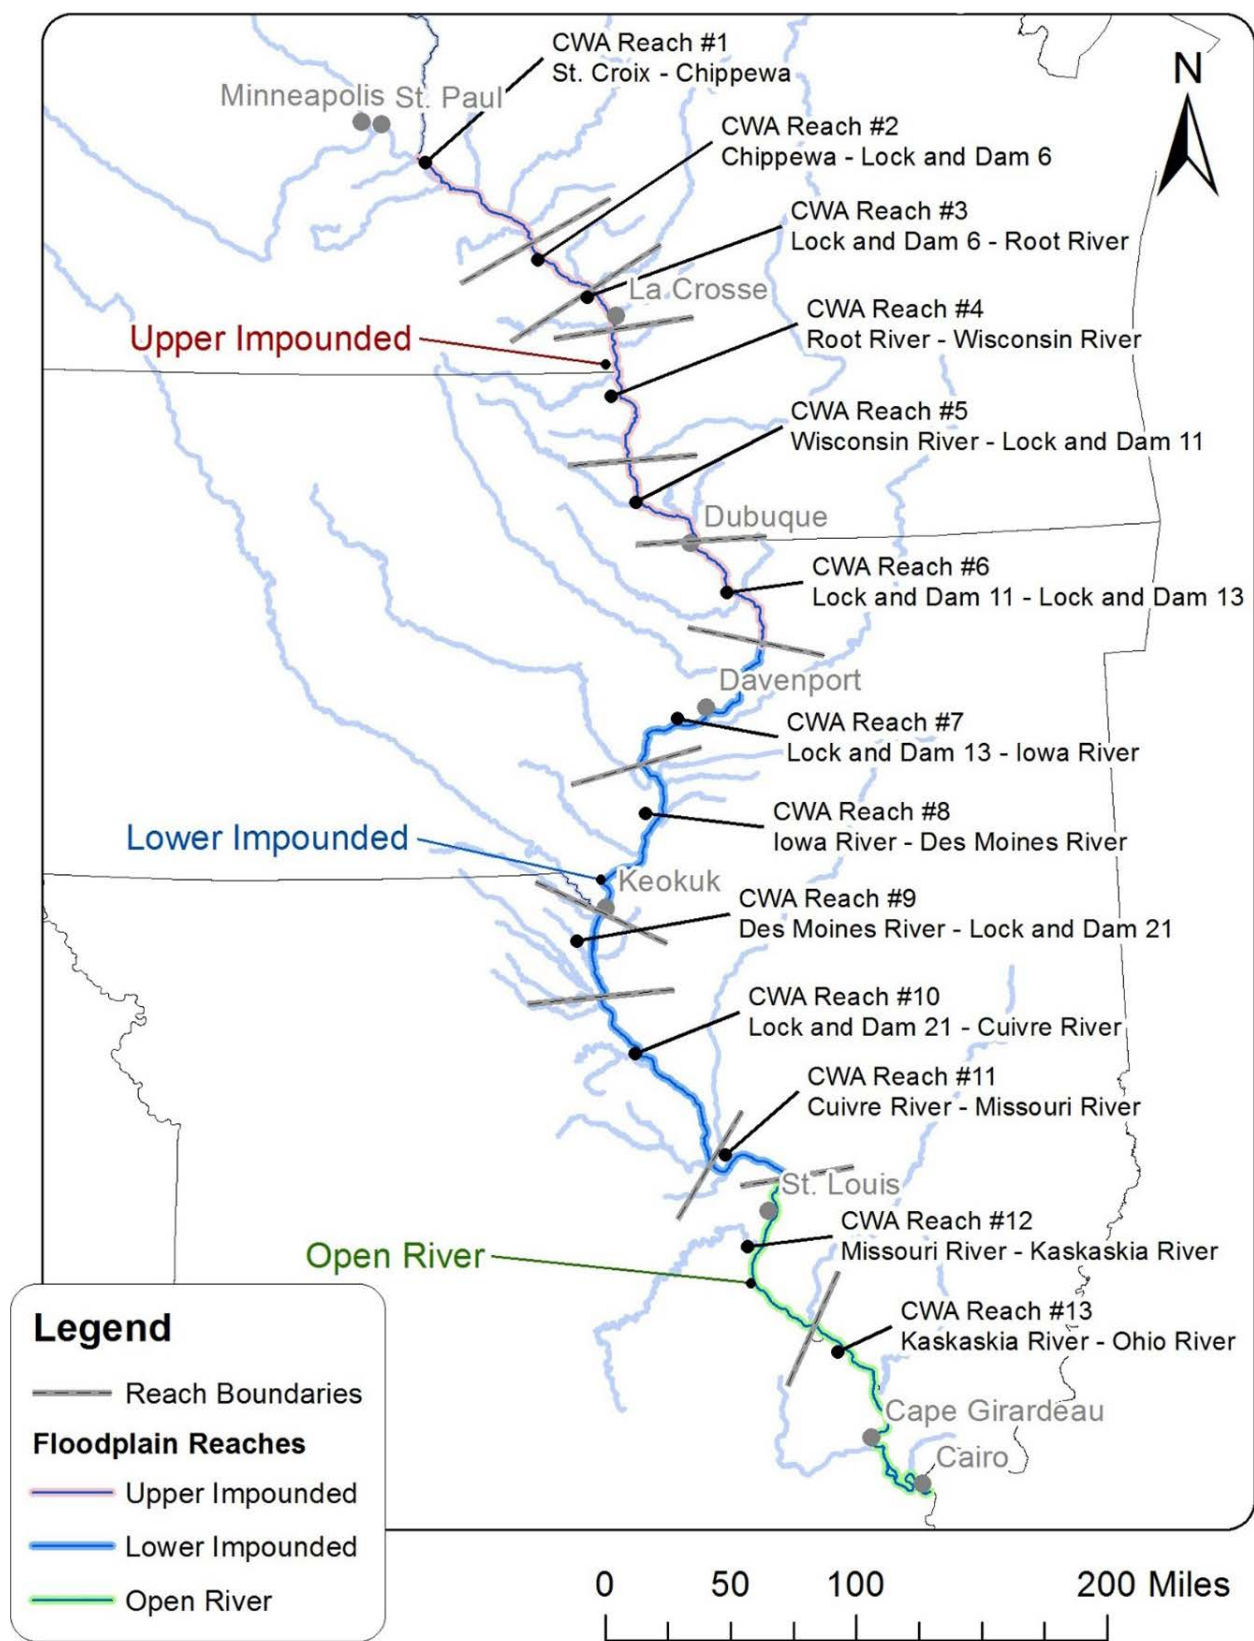 CWA Reach #1
St. Croix - Chippewa
N
Minneapolis
St. Paul
CWA Reach #2
Chippewa - Lock and Dam 6
CWA Reach #3
Lock and Dam 6 - Root River
La Crosse
CWA Reach #4
Root River - Wisconsin River
Upper Impounded
CWA Reach #5
Wisconsin River - Lock and Dam 11
Dubuque
CWA Reach #6
Lock and Dam 11 - Lock and Dam 13
Davenport
CWA Reach #7
Lock and Dam 13 - Iowa River
CWA Reach #8
Iowa River - Des Moines River
Lower Impounded
Keokuk
CWA Reach #9
Des Moines River - Lock and Dam 21
CWA Reach #10
Lock and Dam 21 - Cuivre River
CWA Reach #11
Cuivre River - Missouri River
St. Louis
CWA Reach #12
Missouri River - Kaskaskia River
Open River
CWA Reach #13
Kaskaskia River - Ohio River
Cape Girardeau
Cairo
Legend
Reach Boundaries
Floodplain Reaches
Upper Impounded
Lower Impounded
Open River
0 50 100 200 Miles